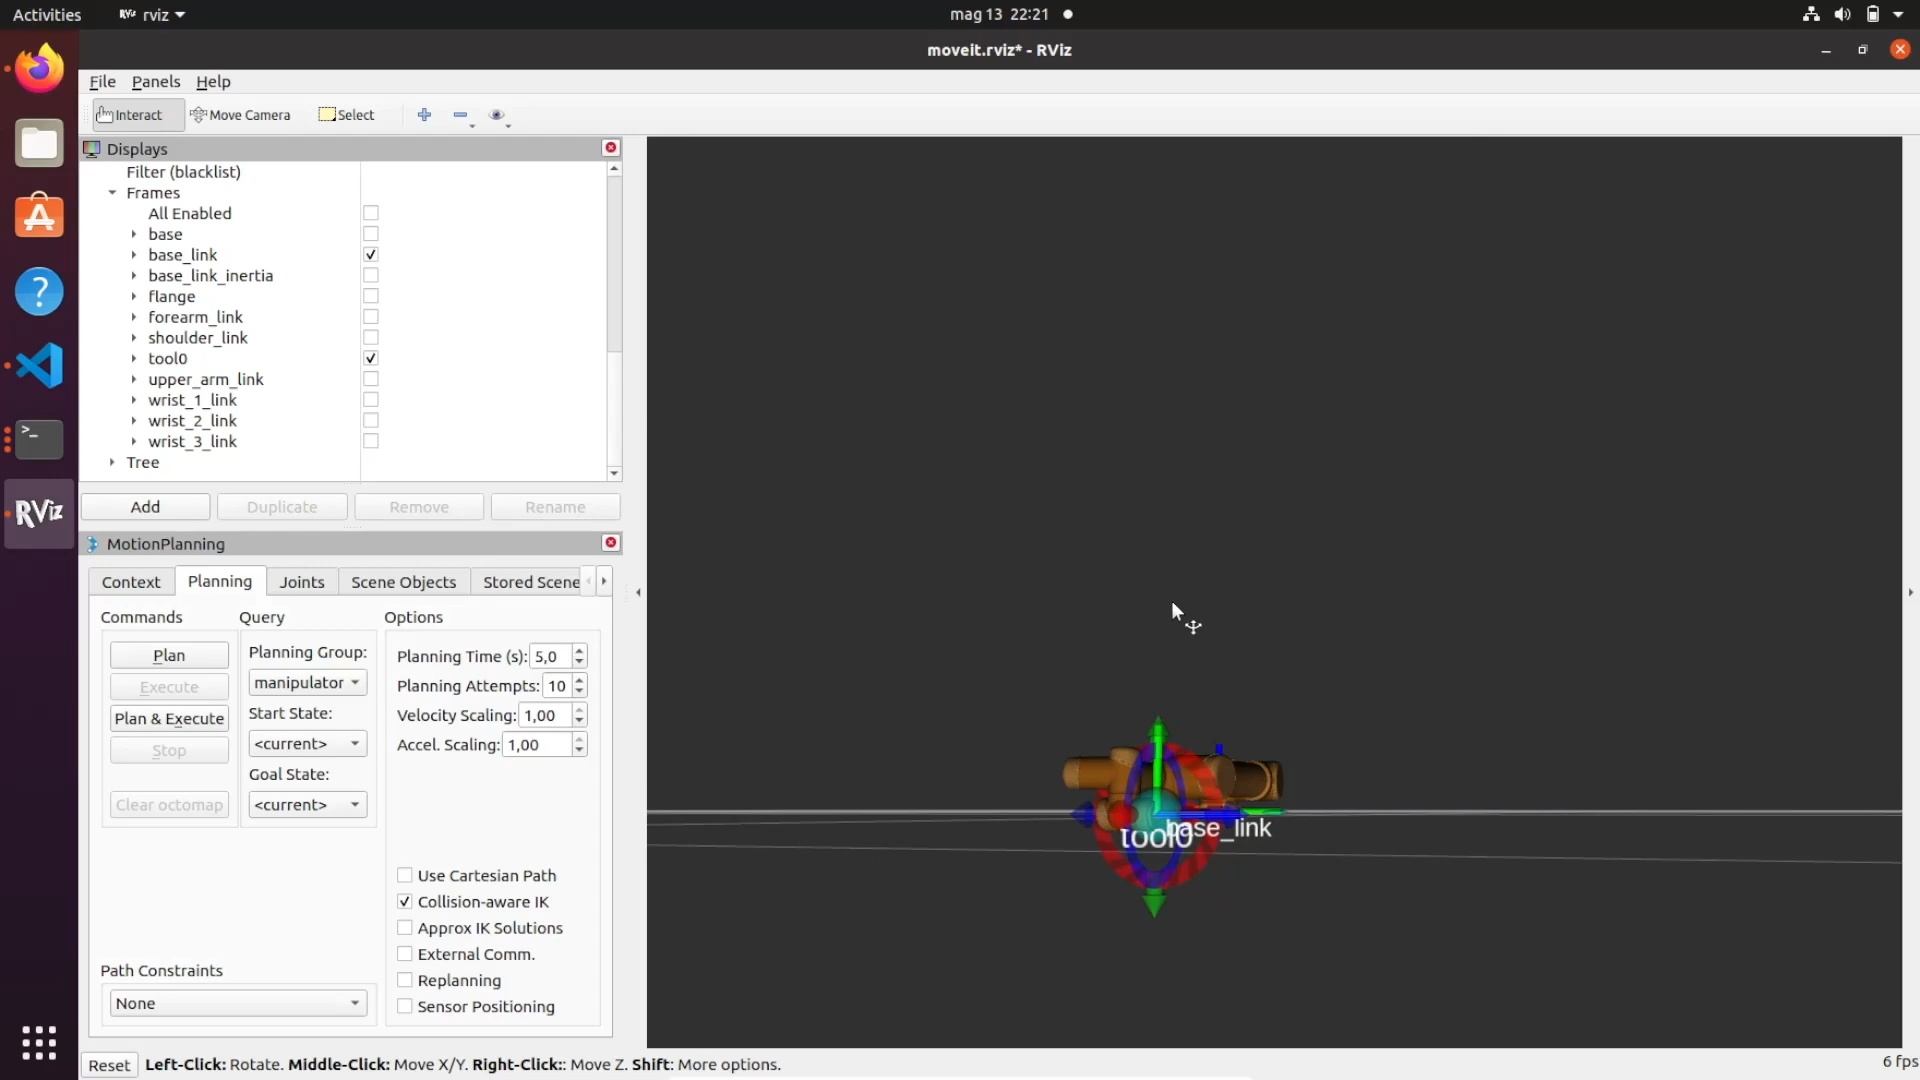 Activities
RViz rviz
mag 13 22:21
moveit.rviz* - RViz
File Panels Help
Interact Move Camera Select
Displays
Filter (blacklist)
Frames
All Enabled
base
base_link
base_link_inertia
flange
forearm_link
shoulder_link
tool0
upper_arm_link
wrist_1_link
wrist_2_link
wrist_3_link
Tree
RViz
Add Duplicate Remove Rename
MotionPlanning
Context Planning Joints Scene Objects Stored Scene
Commands
Plan
Execute
Plan & Execute
Stop
Clear octomap
Query
Planning Group:
manipulator
Start State:
<current>
Goal State:
<current>
Options
Planning Time (s): 5,0
Planning Attempts: 10
Velocity Scaling: 1,00
Accel. Scaling: 1,00
Use Cartesian Path
Collision-aware IK
Approx IK Solutions
External Comm.
Replanning
Sensor Positioning
Path Constraints
None
base_link
tool0
Reset Left-Click: Rotate. Middle-Click: Move X/Y. Right-Click:: Move Z. Shift: More options.
6 fps